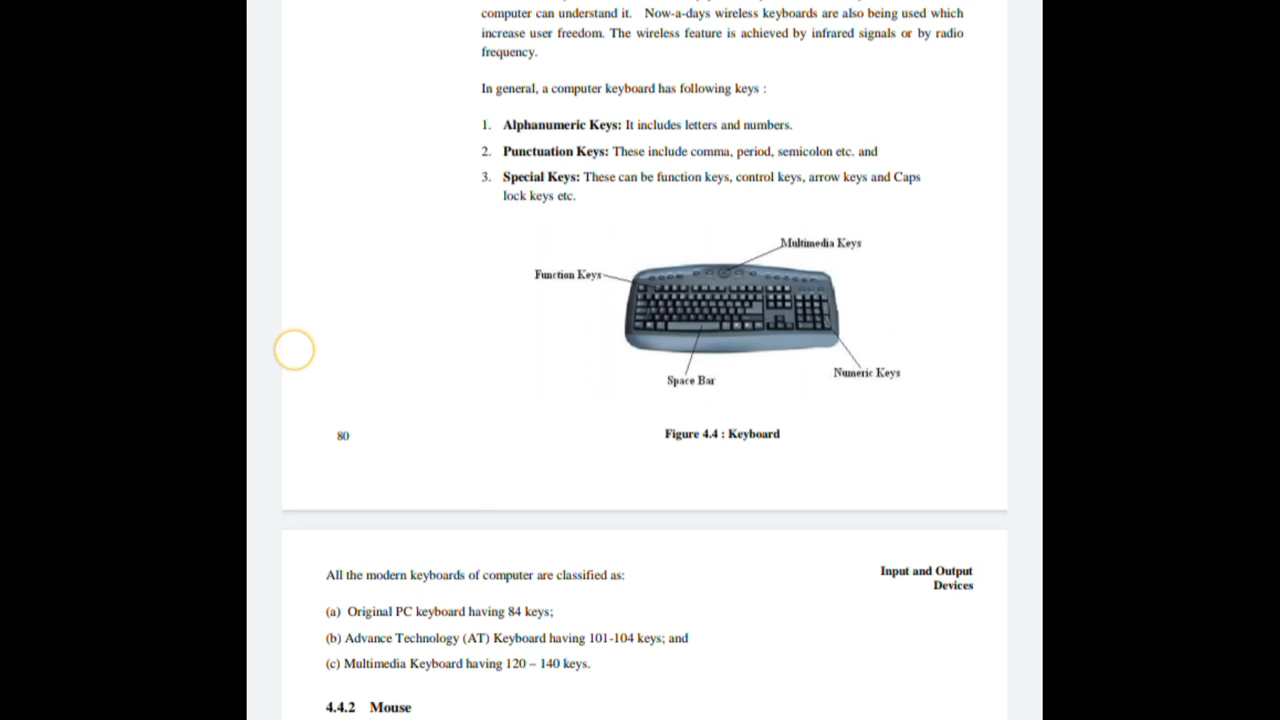 computer can understand it. Now-a-days wireless keyboards are also being used which
increase user freedom. The wireless feature is achieved by infrared signals or by radio
frequency.
In general, a computer keyboard has following keys :
1. Alphanumeric Keys: It includes letters and numbers.
2. Punctuation Keys: These include comma, period, semicolon etc. and
3. Special Keys: These can be function keys, control keys, arrow keys and Caps
lock keys etc.
Multimedia Keys
Function Keys
Numeric Keys
Space Bar
80
Figure 4.4 : Keyboard
Input and Output
Devices
All the modern keyboards of computer are classified as:
(a) Original PC keyboard having 84 keys;
(b) Advance Technology (AT) Keyboard having 101-104 keys; and
(c) Multimedia Keyboard having 120 – 140 keys.
4.4.2 Mouse